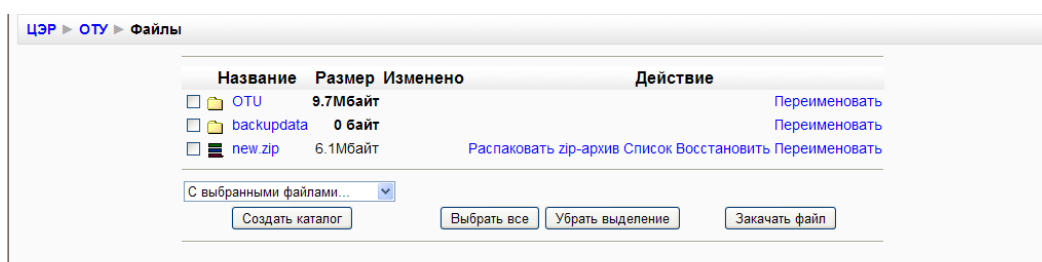 ЦЭР ► ОТУ ► Файлы
Название Размер Изменено Действие
OTU 9.7Мбайт Переименовать
backupdata 0 байт Переименовать
new.zip 6.1Мбайт Распаковать zip-архив Список Восстановить Переименовать
С выбранными файлами...
Создать каталог Выбрать все Убрать выделение Закачать файл